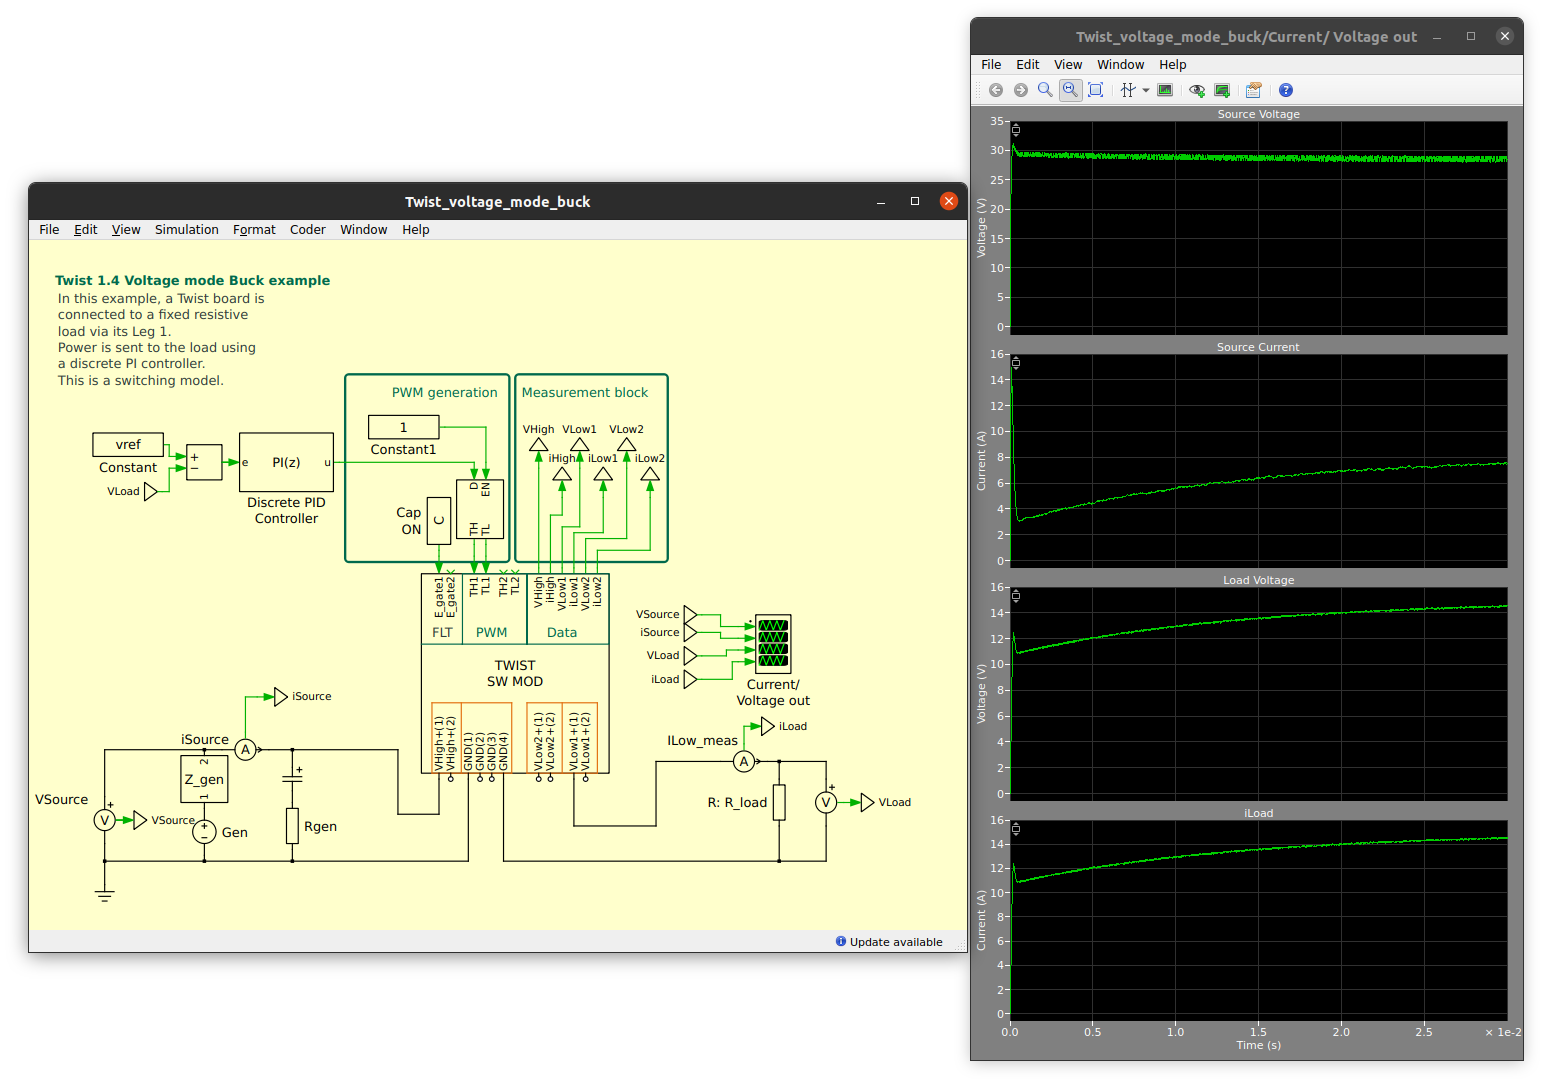 Twist_voltage_mode_buck
File Edit View Simulation Format Coder Window Help
Twist 1.4 Voltage mode Buck example
In this example, a Twist board is
connected to a fixed resistive
load via its Leg 1.
Power is sent to the load using
a discrete PI controller.
This is a switching model.
PWM generation
Measurement block
vref
Constant
VLoad
+
−
e
PI(z)
u
Discrete PID
Controller
1
Constant1
D
EN
TH
TL
Cap
ON
C
VHigh
VLow1
VLow2
iHigh
iLow1
iLow2
E_gate1
E_gate2
TH1
TL1
TH2
TL2
VHigh
iHigh
VLow1
iLow1
VLow2
iLow2
FLT
PWM
Data
TWIST
SW MOD
VHigh+(1)
VHigh+(2)
GND(1)
GND(2)
GND(3)
GND(4)
VLow2+(1)
VLow2+(2)
VLow1+(1)
VLow1+(2)
VSource
iSource
VLoad
iLoad
Current/
Voltage out
iSource
iSource
A
2
Z_gen
1
+
VSource
+
V
VSource
+
−
Gen
Rgen
ILow_meas
A
iLoad
R: R_load
+
V
VLoad
Update available
Twist_voltage_mode_buck/Current/ Voltage out
File Edit View Window Help
Source Voltage
Voltage (V)
35
30
25
20
15
10
5
0
Source Current
Current (A)
16
14
12
10
8
6
4
2
0
Load Voltage
Voltage (V)
16
14
12
10
8
6
4
2
0
iLoad
Current (A)
16
14
12
10
8
6
4
2
0
0.0 0.5 1.0 1.5 2.0 2.5 × 1e-2
Time (s)